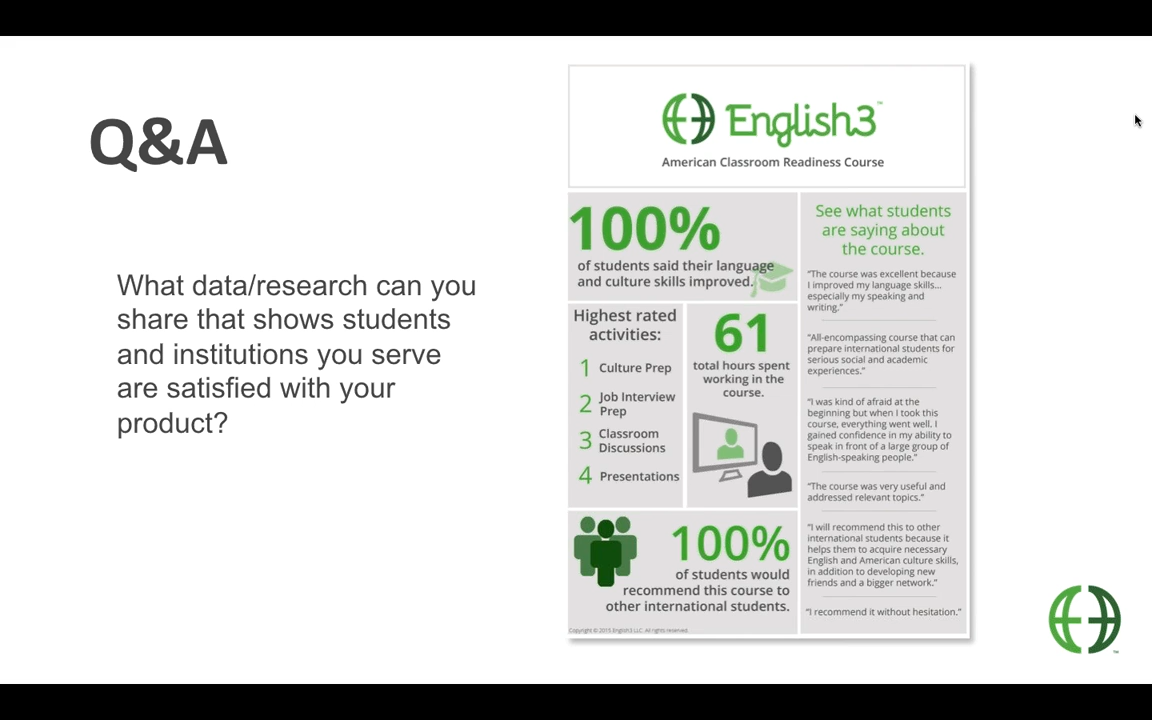 Q&A
What data/research can you
share that shows students
and institutions you serve
are satisfied with your
product?
English3™
American Classroom Readiness Course
100%
of students said their language
and culture skills improved.
Highest rated
activities:
1 Culture Prep
2 Job Interview
Prep
3 Classroom
Discussions
4 Presentations
61
total hours spent
working in the
course.
100%
of students would
recommend this course to
other international students.
See what students
are saying about
the course.
“The course was excellent because
I improved my language skills...
especially my speaking and
writing.”
“All-encompassing course that can
prepare international students for
serious social and academic
experiences.”
“I was kind of afraid at the
beginning but when I took this
course, everything went well. I
gained confidence in my ability to
speak in front of a large group of
English-speaking people.”
“The course was very useful and
addressed relevant topics.”
“I will recommend this to other
international students because it
helps them to acquire necessary
English and American culture skills,
in addition to developing new
friends and a bigger network.”
“I recommend it without hesitation.”
Copyright © 2015 English3 LLC. All rights reserved.
™